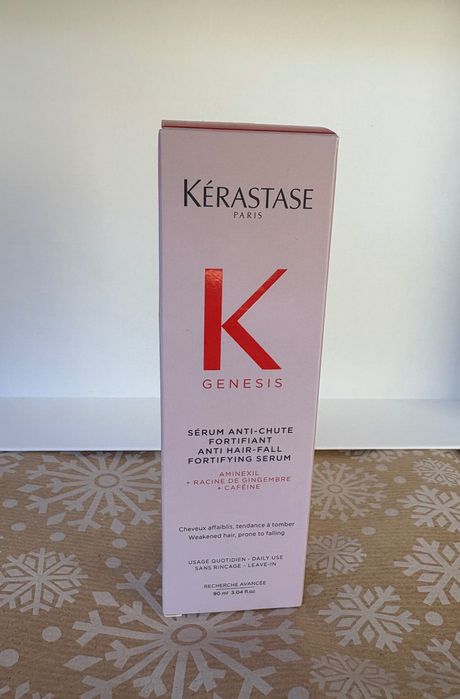 KÉRASTASE
PARIS
K
GENESIS
SÉRUM ANTI-CHUTE
FORTIFIANT
ANTI HAIR-FALL
FORTIFYING SERUM
AMINEXIL
+ RACINE DE GINGEMBRE
+ CAFÉINE
Cheveux affaiblis, tendance à tomber
Weakened hair, prone to falling
USAGE QUOTIDIEN - DAILY USE
SANS RINÇAGE - LEAVE-IN
RECHERCHE AVANCÉE
90 ml 3.04 fl.oz